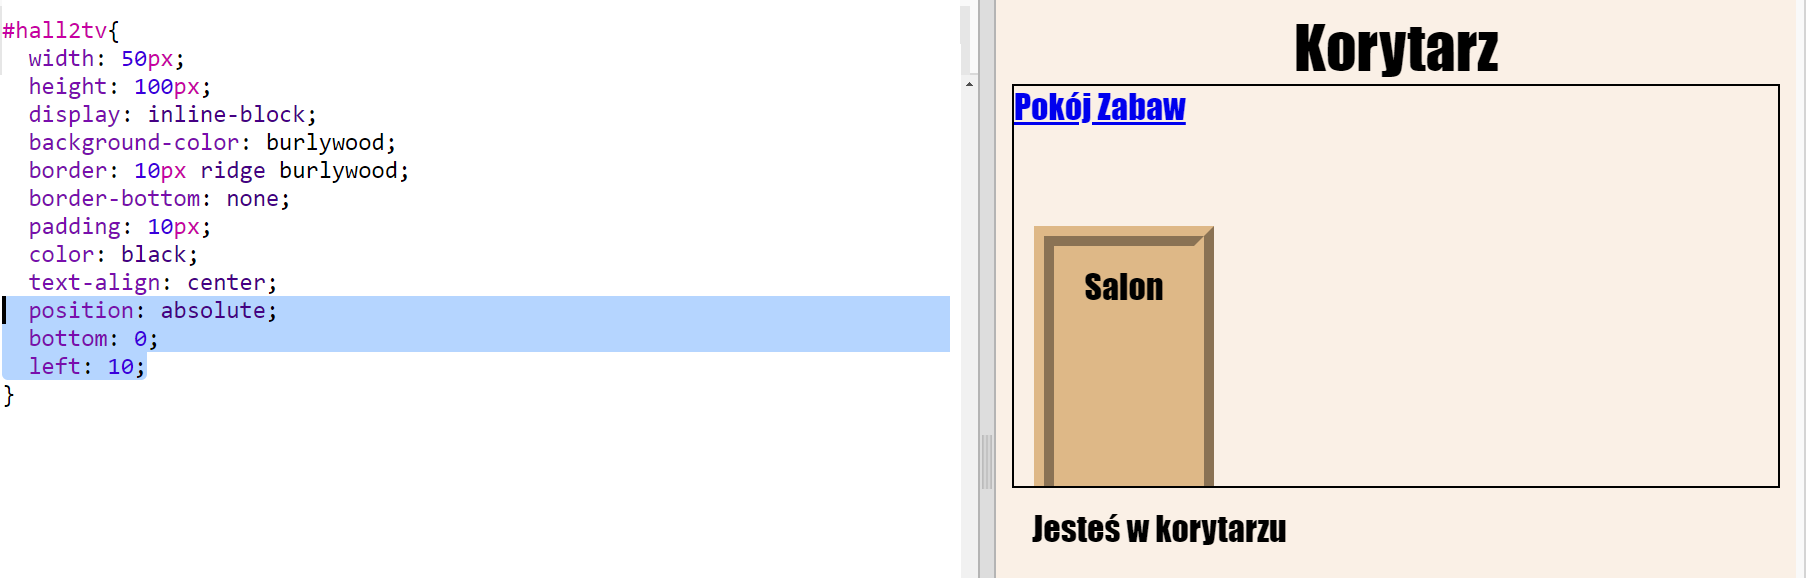 #hall2tv{
  width: 50px;
  height: 100px;
  display: inline-block;
  background-color: burlywood;
  border: 10px ridge burlywood;
  border-bottom: none;
  padding: 10px;
  color: black;
  text-align: center;
  position: absolute;
  bottom: 0;
  left: 10;
}
Korytarz
Pokój Zabaw
Salon
Jesteś w korytarzu